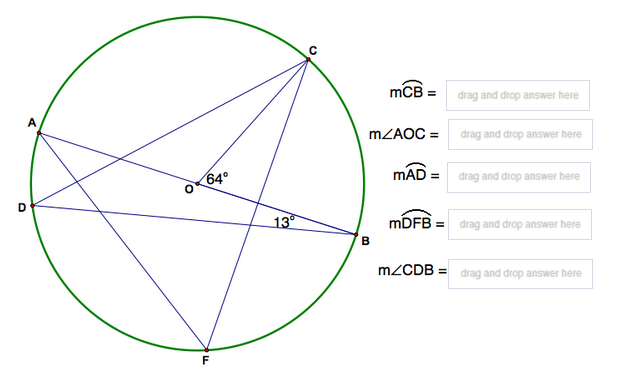 C
A
O
64°
D
13°
B
F
mCB = drag and drop answer here
m∠AOC = drag and drop answer here
mAD = drag and drop answer here
mDFB = drag and drop answer here
m∠CDB = drag and drop answer here